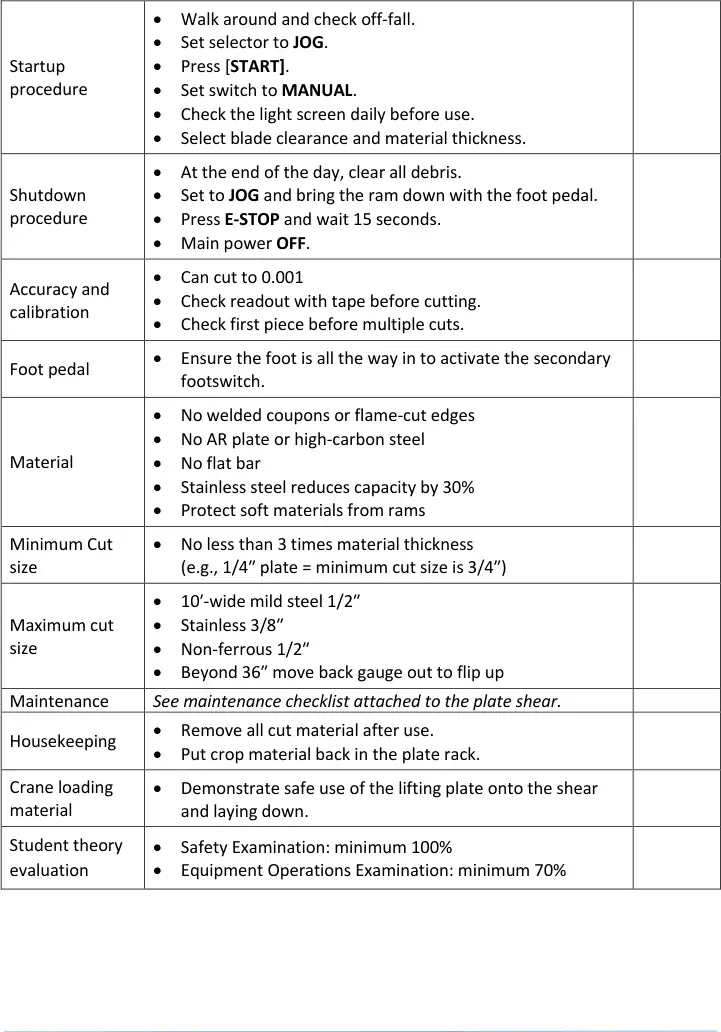 Startup
procedure
• Walk around and check off-fall.
• Set selector to JOG.
• Press [START].
• Set switch to MANUAL.
• Check the light screen daily before use.
• Select blade clearance and material thickness.
Shutdown
procedure
• At the end of the day, clear all debris.
• Set to JOG and bring the ram down with the foot pedal.
• Press E-STOP and wait 15 seconds.
• Main power OFF.
Accuracy and
calibration
• Can cut to 0.001
• Check readout with tape before cutting.
• Check first piece before multiple cuts.
Foot pedal
• Ensure the foot is all the way in to activate the secondary
footswitch.
Material
• No welded coupons or flame-cut edges
• No AR plate or high-carbon steel
• No flat bar
• Stainless steel reduces capacity by 30%
• Protect soft materials from rams
Minimum Cut
size
• No less than 3 times material thickness
(e.g., 1/4″ plate = minimum cut size is 3/4″)
Maximum cut
size
• 10′-wide mild steel 1/2″
• Stainless 3/8″
• Non-ferrous 1/2″
• Beyond 36″ move back gauge out to flip up
Maintenance
See maintenance checklist attached to the plate shear.
Housekeeping
• Remove all cut material after use.
• Put crop material back in the plate rack.
Crane loading
material
• Demonstrate safe use of the lifting plate onto the shear
and laying down.
Student theory
evaluation
• Safety Examination: minimum 100%
• Equipment Operations Examination: minimum 70%